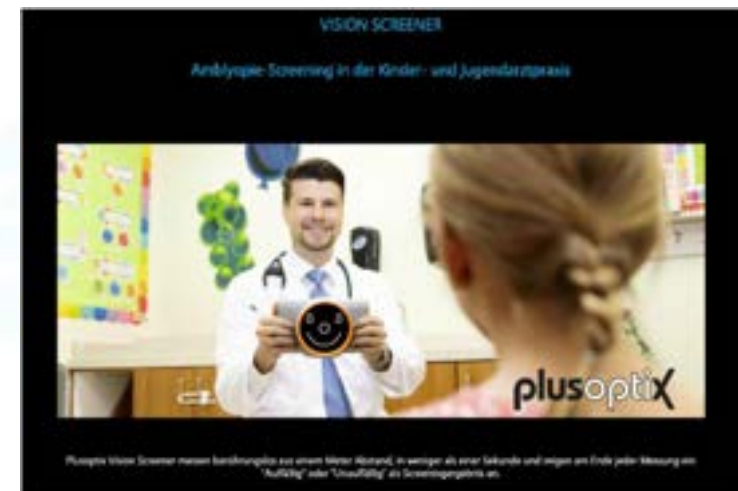 VISION SCREENER
Amblyopie-Screening in der Kinder- und Jugendarztpraxis
plusoptix
Plusoptix Vision Screener messen berührungslos aus einem Meter Abstand, in weniger als einer Sekunde und zeigen am Ende jeder Messung ein
"Auffällig" oder "Unauffällig" als Screeningergebnis an.